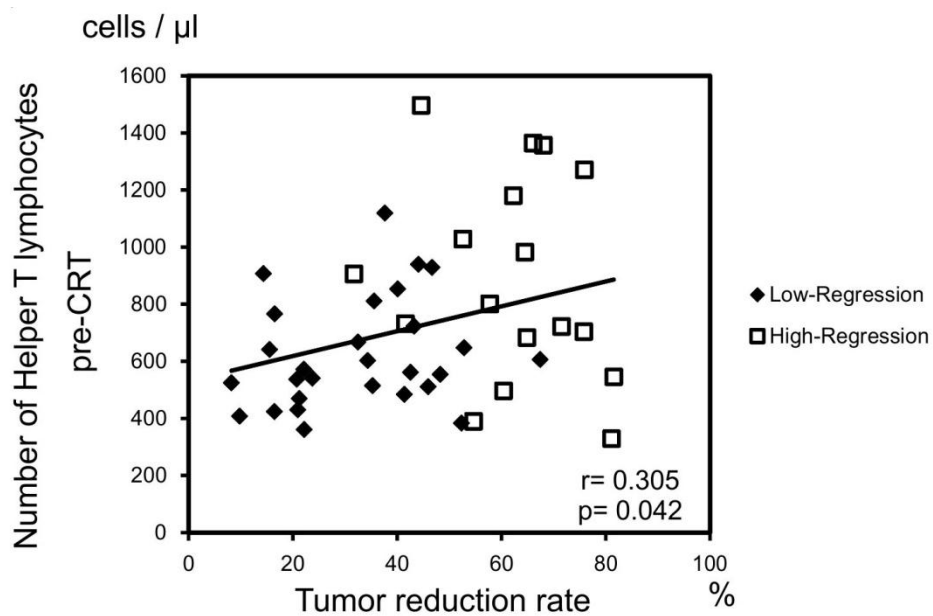 cells / µl
Number of Helper T lymphocytes
pre-CRT
1600
1400
1200
1000
800
600
400
200
0
0 20 40 60 80 100
Tumor reduction rate %
r= 0.305
p= 0.042
Low-Regression
High-Regression